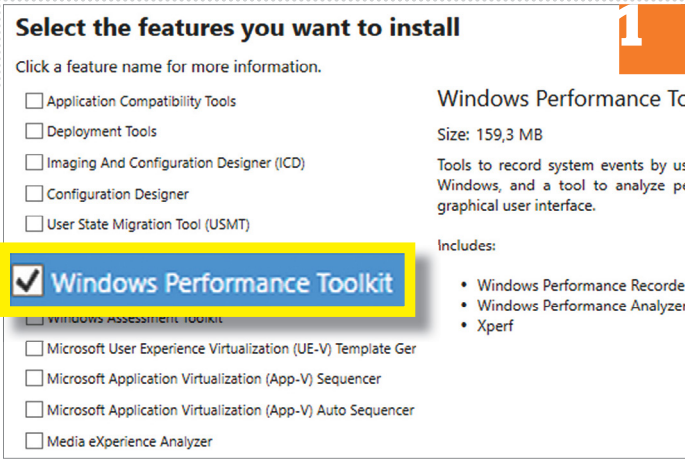 Select the features you want to install
1
Click a feature name for more information.
Application Compatibility Tools
Deployment Tools
Imaging And Configuration Designer (ICD)
Configuration Designer
User State Migration Tool (USMT)
Windows Performance Toolkit
Windows Assessment Toolkit
Microsoft User Experience Virtualization (UE-V) Template Ger
Microsoft Application Virtualization (App-V) Sequencer
Microsoft Application Virtualization (App-V) Auto Sequencer
Media eXperience Analyzer
Windows Performance
Size: 159,3 MB
Tools to record system events by
Windows, and a tool to analyze
graphical user interface.
Includes:
• Windows Performance
• Windows Performance Analyzer
• Xperf